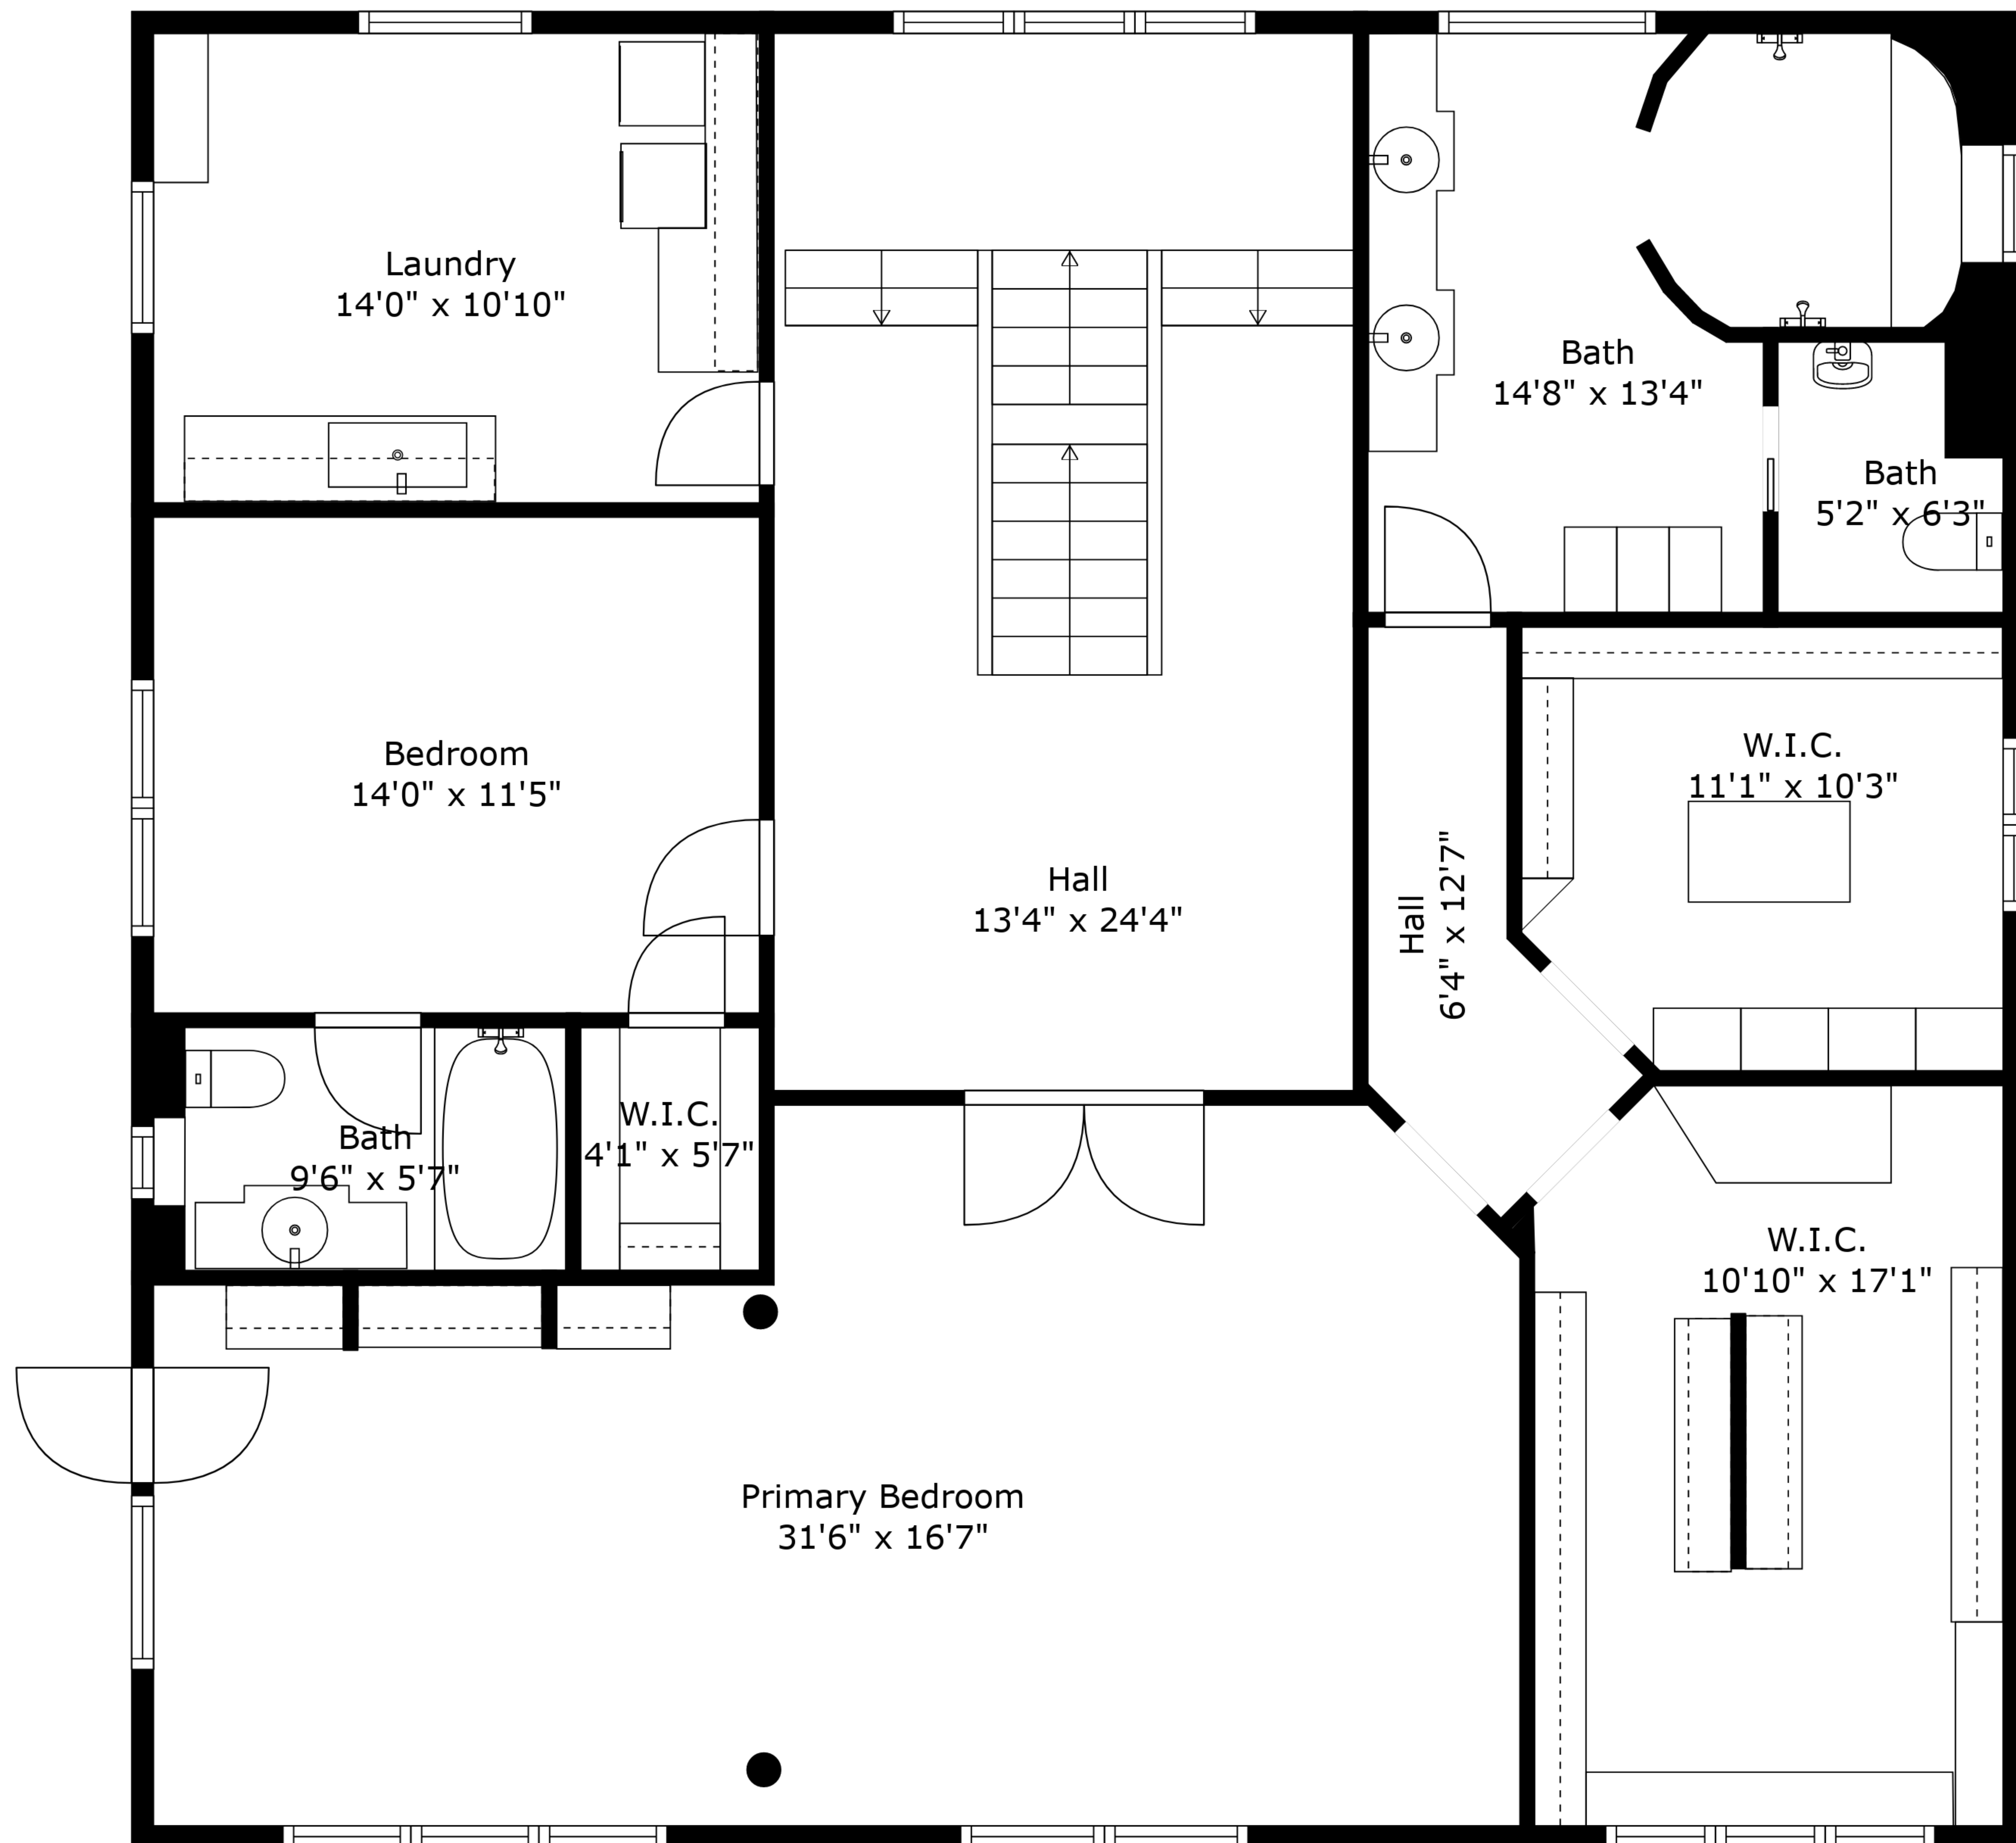 Laundry
14'0" x 10'10"
Bath
14'8" x 13'4"
Bath
5'2" x 6'3"
Bedroom
14'0" x 11'5"
Hall
13'4" x 24'4"
Hall
6'4" x 12'7"
W.I.C.
11'1" x 10'3"
Bath
9'6" x 5'7"
W.I.C.
4'1" x 5'7"
W.I.C.
10'10" x 17'1"
Primary Bedroom
31'6" x 16'7"